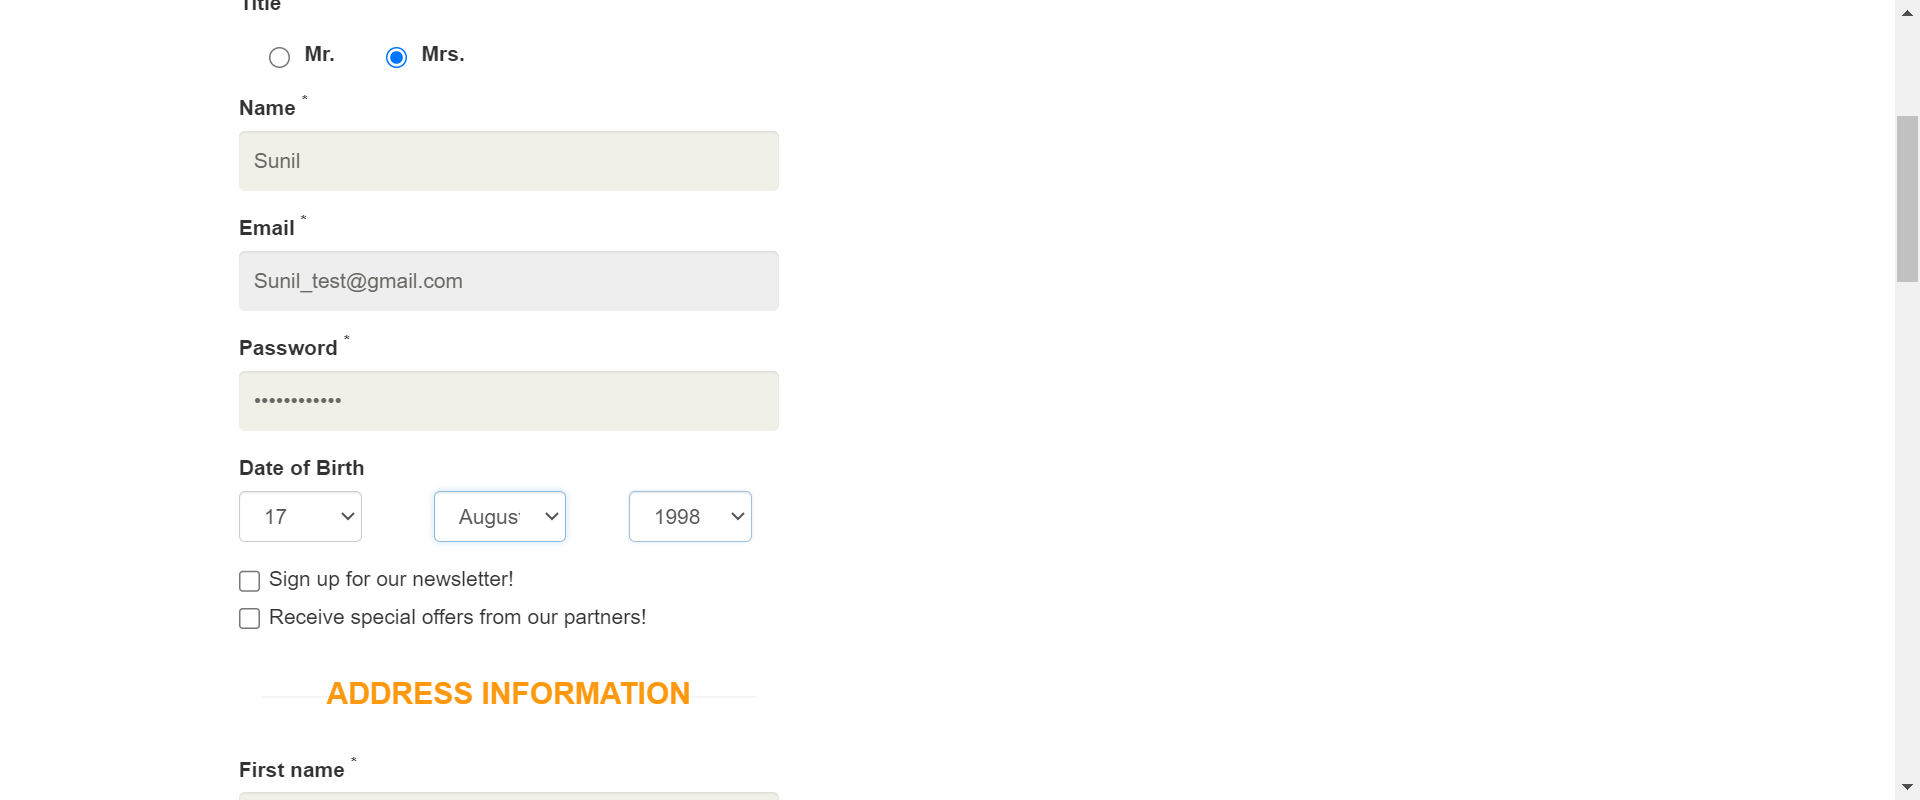 Title
Mr. Mrs.
Name *
Sunil
Email *
Sunil_test@gmail.com
Password *
••••••••••••
Date of Birth
17 Augus 1998
Sign up for our newsletter!
Receive special offers from our partners!
ADDRESS INFORMATION
First name *